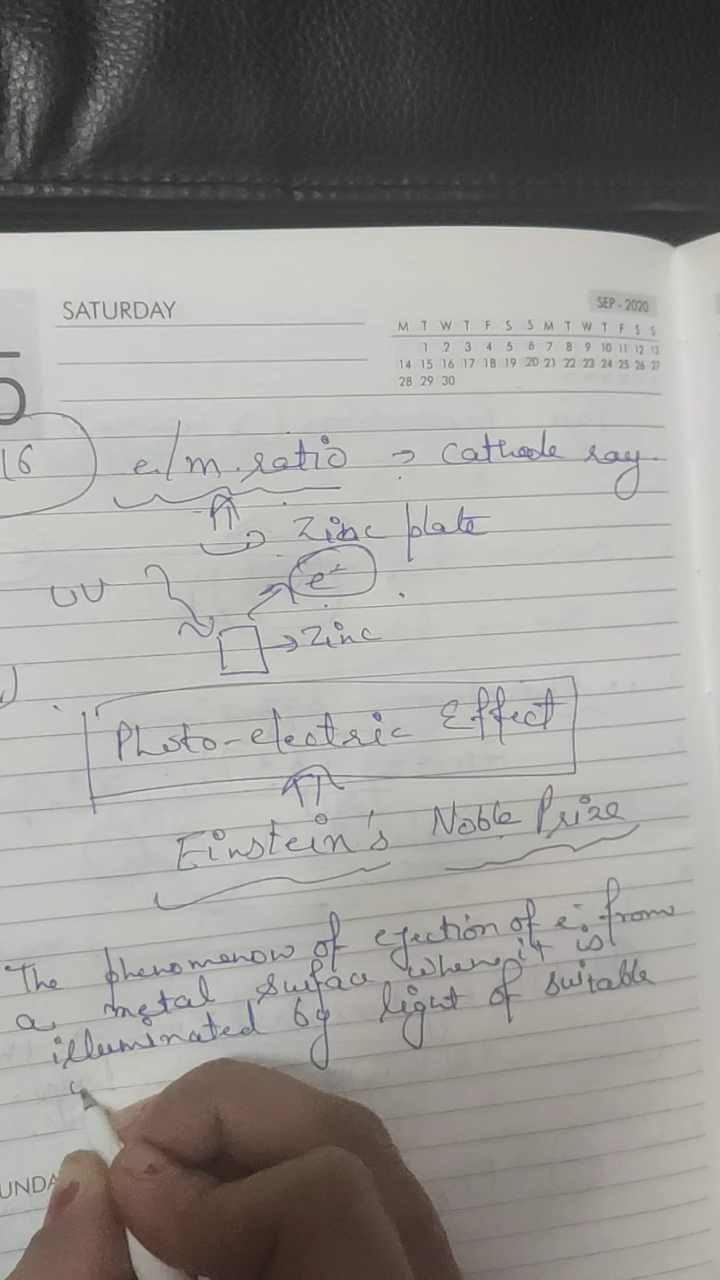 SATURDAY
SEP - 2020
M T W T F S S M T W T F S S
1 2 3 4 5 6 7 8 9 10 11 12 13
14 15 16 17 18 19 20 21 22 23 24 25 26 27
28 29 30
16
e/m ratio → Cathode ray
Zinc plate
e-
UV
Zinc
Photo-electric Effect
Einstein's Noble Prize
The phenomenon of ejection of e- from
a metal surface when it is
illuminated by light of suitable
UNDA